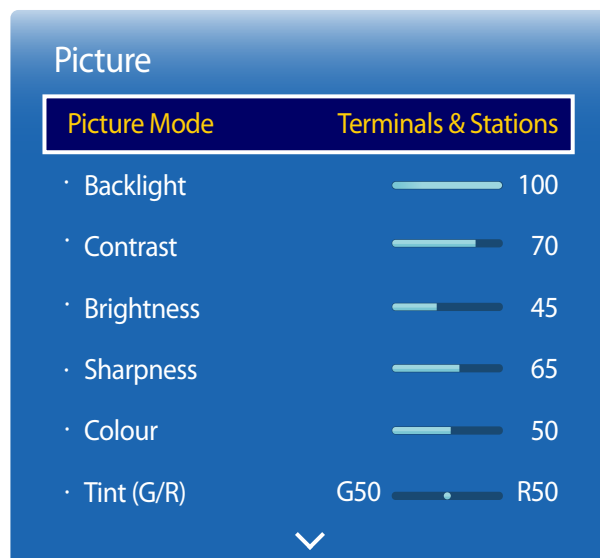 Picture
Picture Mode Terminals & Stations
· Backlight 100
· Contrast 70
· Brightness 45
· Sharpness 65
· Colour 50
· Tint (G/R) G50 R50